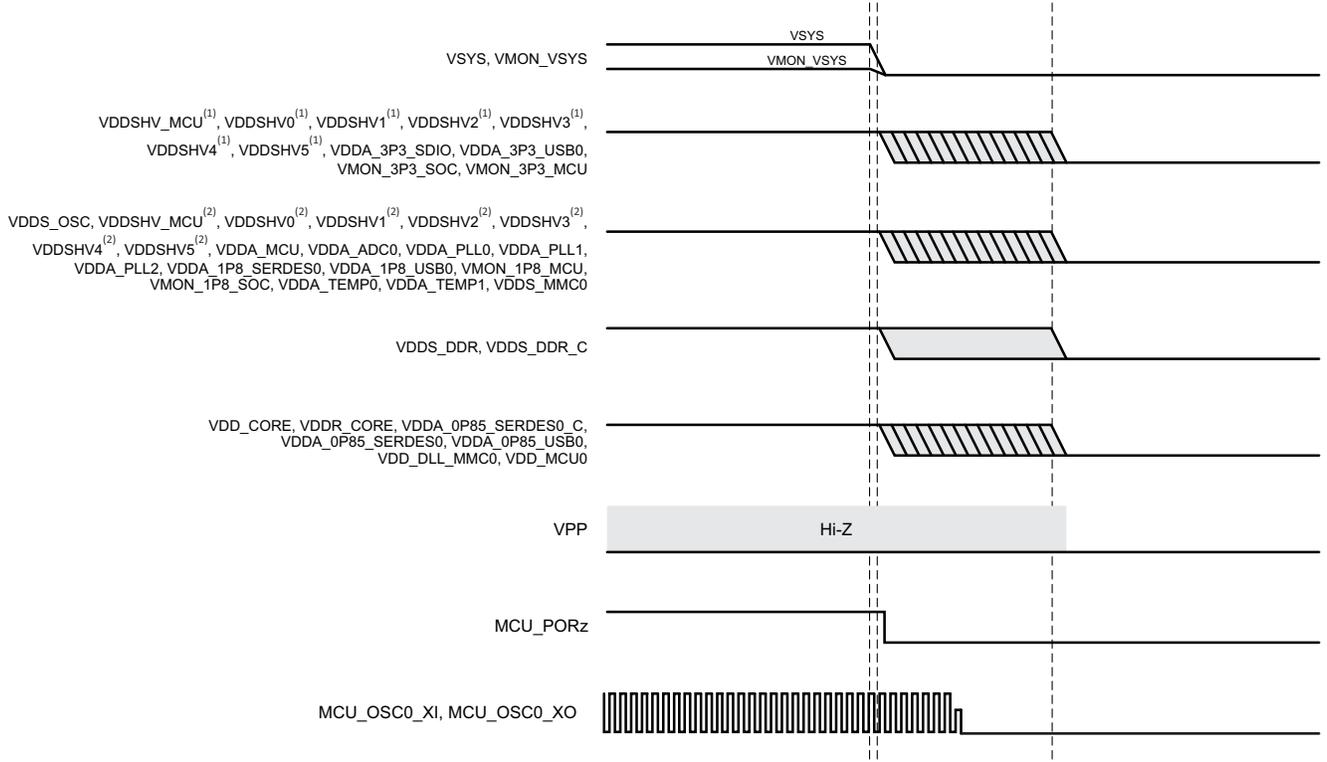 VSYS
VSYS, VMON_VSYS
VMON_VSYS
VDDSHV_MCU(1), VDDSHV0(1), VDDSHV1(1), VDDSHV2(1), VDDSHV3(1),
VDDSHV4(1), VDDSHV5(1), VDDA_3P3_SDIO, VDDA_3P3_USB0,
VMON_3P3_SOC, VMON_3P3_MCU
VDDS_OSC, VDDSHV_MCU(2), VDDSHV0(2), VDDSHV1(2), VDDSHV2(2), VDDSHV3(2),
VDDSHV4(2), VDDSHV5(2), VDDA_MCU, VDDA_ADC0, VDDA_PLL0, VDDA_PLL1,
VDDA_PLL2, VDDA_1P8_SERDES0, VDDA_1P8_USB0, VMON_1P8_MCU,
VMON_1P8_SOC, VDDA_TEMP0, VDDA_TEMP1, VDDS_MMC0
VDDS_DDR, VDDS_DDR_C
VDD_CORE, VDDR_CORE, VDDA_0P85_SERDES0_C,
VDDA_0P85_SERDES0, VDDA_0P85_USB0,
VDD_DLL_MMC0, VDD_MCU0
VPP
Hi-Z
MCU_PORz
MCU_OSC0_XI, MCU_OSC0_XO